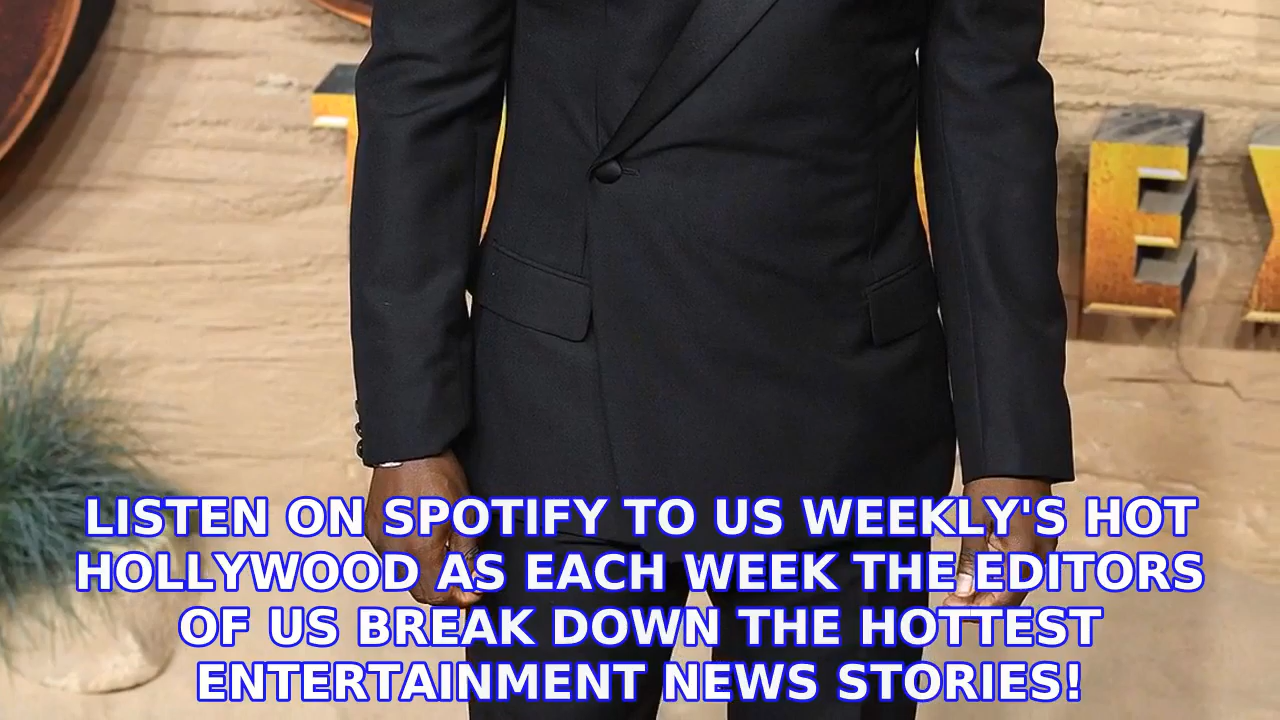 LISTEN ON SPOTIFY TO US WEEKLY'S HOT
HOLLYWOOD AS EACH WEEK THE EDITORS
OF US BREAK DOWN THE HOTTEST
ENTERTAINMENT NEWS STORIES!